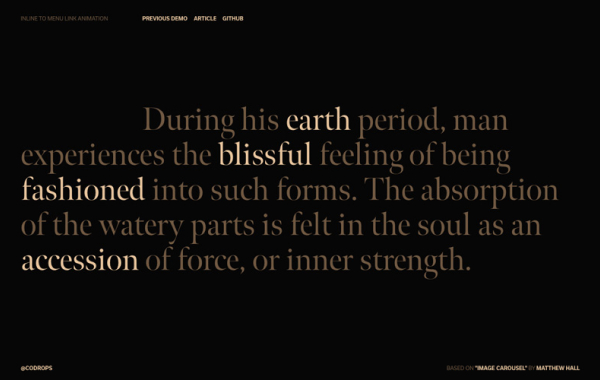 INLINE TO MENU LINK ANIMATION
PREVIOUS DEMO ARTICLE GITHUB
During his earth period, man
experiences the blissful feeling of being
fashioned into such forms. The absorption
of the watery parts is felt in the soul as an
accession of force, or inner strength.
@CODROPS
BASED ON "IMAGE CAROUSEL" BY MATTHEW HALL